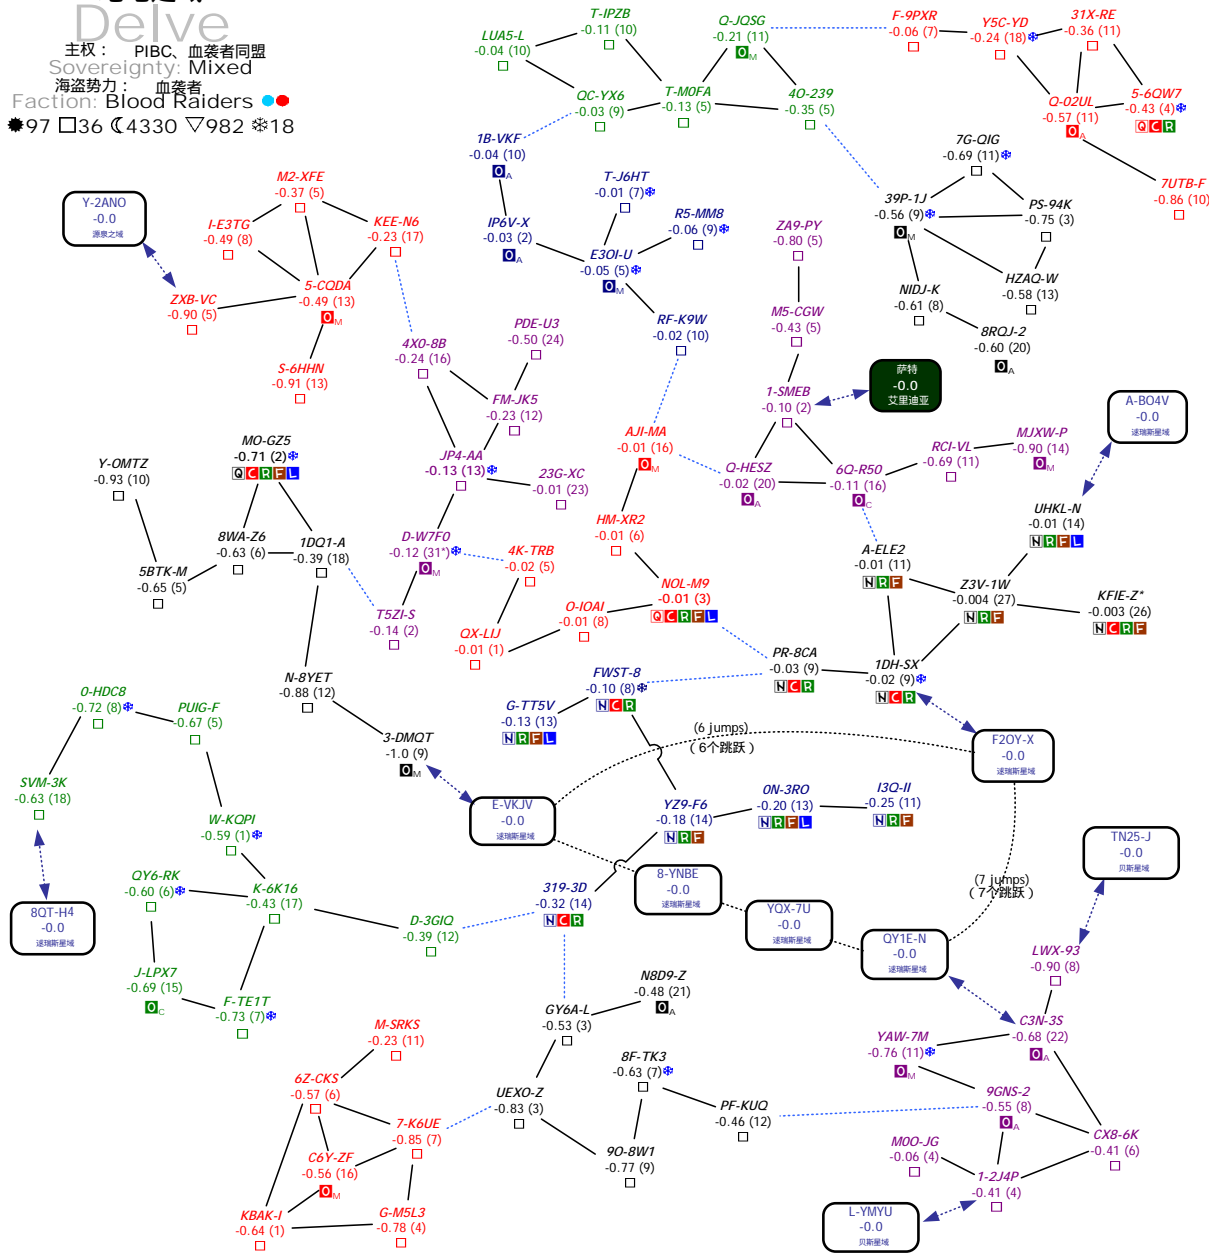 Delve
主权： PIBC、血袭者同盟
Sovereignty: Mixed
海盗势力： 血袭者
Faction: Blood Raiders
97 36 4330 982 18
T-IPZB
-0.11 (10)
LUA5-L
-0.04 (10)
Q-JQSG
-0.21 (11)
0M
F-9PXR
-0.06 (7)
Y5C-YD
-0.24 (18)
31X-RE
-0.36 (11)
QC-YX6
-0.03 (9)
T-M0FA
-0.13 (5)
4O-239
-0.35 (5)
Q-02UL
-0.57 (11)
0A
5-6QW7
-0.43 (4)
Q C R
1B-VKF
-0.04 (10)
0A
7G-QIG
-0.69 (11)
7UTB-F
-0.86 (10)
Y-2ANO
-0.0
源泉之域
M2-XFE
-0.37 (5)
I-E3TG
-0.49 (8)
KEE-N6
-0.23 (17)
T-J6HT
-0.01 (7)
IP6V-X
-0.03 (2)
0A
R5-MM8
-0.06 (9)
E3OI-U
-0.05 (5)
0M
ZA9-PY
-0.80 (5)
39P-1J
-0.56 (9)
0M
PS-94K
-0.75 (3)
ZXB-VC
-0.90 (5)
5-CQDA
-0.49 (13)
0M
NIDJ-K
-0.61 (8)
HZAQ-W
-0.58 (13)
S-6HHN
-0.91 (13)
4X0-8B
-0.24 (16)
PDE-U3
-0.50 (24)
RF-K9W
-0.02 (10)
M5-CGW
-0.43 (5)
8RQJ-2
-0.60 (20)
0A
萨特
-0.0
艾里迪亚
FM-JK5
-0.23 (12)
1-SMEB
-0.10 (2)
A-BO4V
-0.0
逑瑞斯星域
MO-GZ5
-0.71 (2)
Q C R F L
Y-OMTZ
-0.93 (10)
JP4-AA
-0.13 (13)
23G-XC
-0.01 (23)
AJI-MA
-0.01 (16)
0M
Q-HESZ
-0.02 (20)
0A
6Q-R50
-0.11 (16)
0C
RCI-VL
-0.69 (11)
MJXW-P
-0.90 (14)
0M
UHKL-N
-0.01 (14)
N R F L
8WA-Z6
-0.63 (6)
1DQ1-A
-0.39 (18)
D-W7F0
-0.12 (31*)
0M
4K-TRB
-0.02 (5)
HM-XR2
-0.01 (6)
A-ELE2
-0.01 (11)
N R F
5BTK-M
-0.65 (5)
T5ZI-S
-0.14 (2)
O-IOAI
-0.01 (8)
NOL-M9
-0.01 (3)
Q C R F L
Z3V-1W
-0.004 (27)
N R F
KFIE-Z*
-0.003 (26)
N C R F
QX-LIJ
-0.01 (1)
PR-8CA
-0.03 (9)
N C R
1DH-SX
-0.02 (9)
N C R
N-8YET
-0.88 (12)
FWST-8
-0.10 (8)
N C R
0-HDC8
-0.72 (8)
PUIG-F
-0.67 (5)
G-TT5V
-0.13 (13)
N R F L
(6 jumps)
（6个跳跃）
F2OY-X
-0.0
逑瑞斯星域
3-DMQT
-1.0 (9)
0M
SVM-3K
-0.63 (18)
E-VKJV
-0.0
逑瑞斯星域
YZ9-F6
-0.18 (14)
N R F
0N-3RO
-0.20 (13)
N R F L
I3Q-II
-0.25 (11)
N R F
W-KQPI
-0.59 (1)
TN25-J
-0.0
贝斯星域
QY6-RK
-0.60 (6)
K-6K16
-0.43 (17)
319-3D
-0.32 (14)
N C R
8-YNBE
-0.0
逑瑞斯星域
(7 jumps)
（7个跳跃）
8QT-H4
-0.0
逑瑞斯星域
D-3GIQ
-0.39 (12)
YQX-7U
-0.0
逑瑞斯星域
QY1E-N
-0.0
逑瑞斯星域
LWX-93
-0.90 (8)
J-LPX7
-0.69 (15)
0C
F-TE1T
-0.73 (7)
N8D9-Z
-0.48 (21)
0A
GY6A-L
-0.53 (3)
C3N-3S
-0.68 (22)
0A
M-SRKS
-0.23 (11)
YAW-7M
-0.76 (11)
0M
6Z-CKS
-0.57 (6)
UEXO-Z
-0.83 (3)
8F-TK3
-0.63 (7)
PF-KUQ
-0.46 (12)
9GNS-2
-0.55 (8)
0A
7-K6UE
-0.85 (7)
CX8-6K
-0.41 (6)
C6Y-ZF
-0.56 (16)
0M
9O-8W1
-0.77 (9)
M0O-JG
-0.06 (4)
1-2J4P
-0.41 (4)
KBAK-I
-0.64 (1)
G-M5L3
-0.78 (4)
L-YMYU
-0.0
贝斯星域